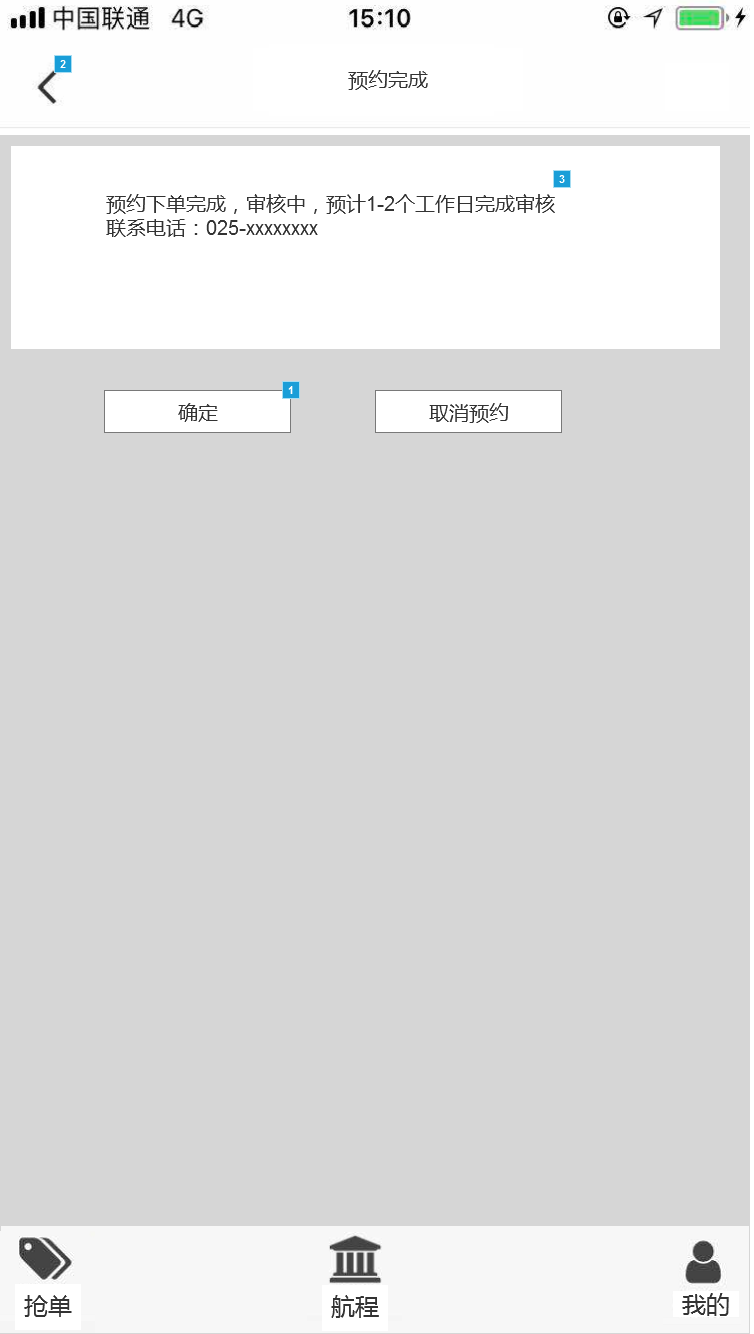 中国联通 4G 15:10
2
预约完成
3
预约下单完成，审核中，预计1-2个工作日完成审核
联系电话：025-xxxxxxxx
1
确定 取消预约
抢单 航程 我的